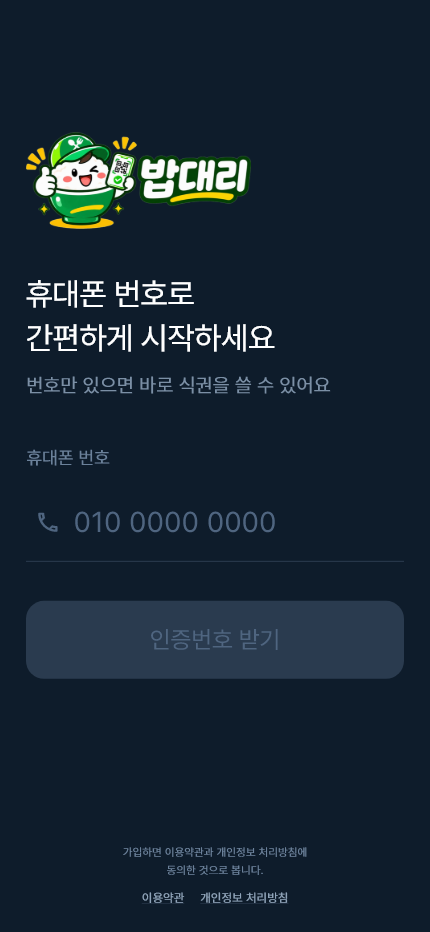 밥대리
휴대폰 번호로
간편하게 시작하세요
번호만 있으면 바로 식권을 쓸 수 있어요
휴대폰 번호
010 0000 0000
인증번호 받기
가입하면 이용약관과 개인정보 처리방침에
동의한 것으로 봅니다.
이용약관 개인정보 처리방침